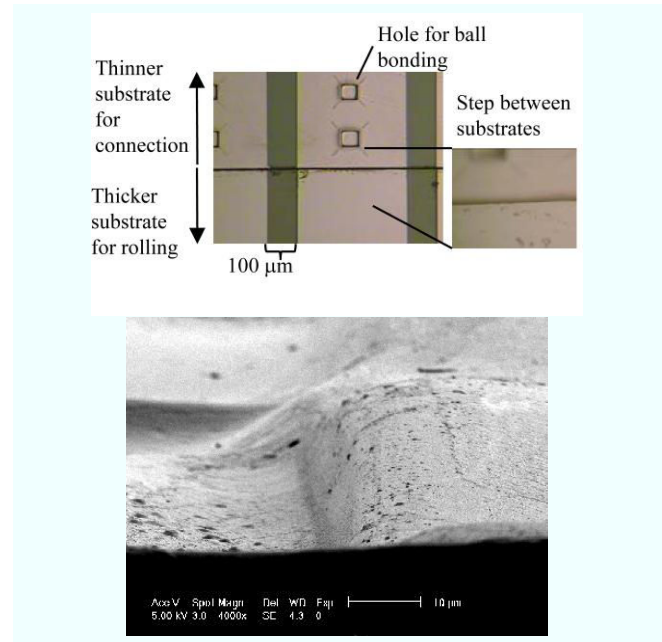 Hole for ball
bonding
Thinner
substrate
for
connection
Step between
substrates
Thicker
substrate
for rolling
100 μm
Acc.V Spot Magn Det WD Exp
5.00 kV 3.0 4000x SE 4.3 0
10 μm